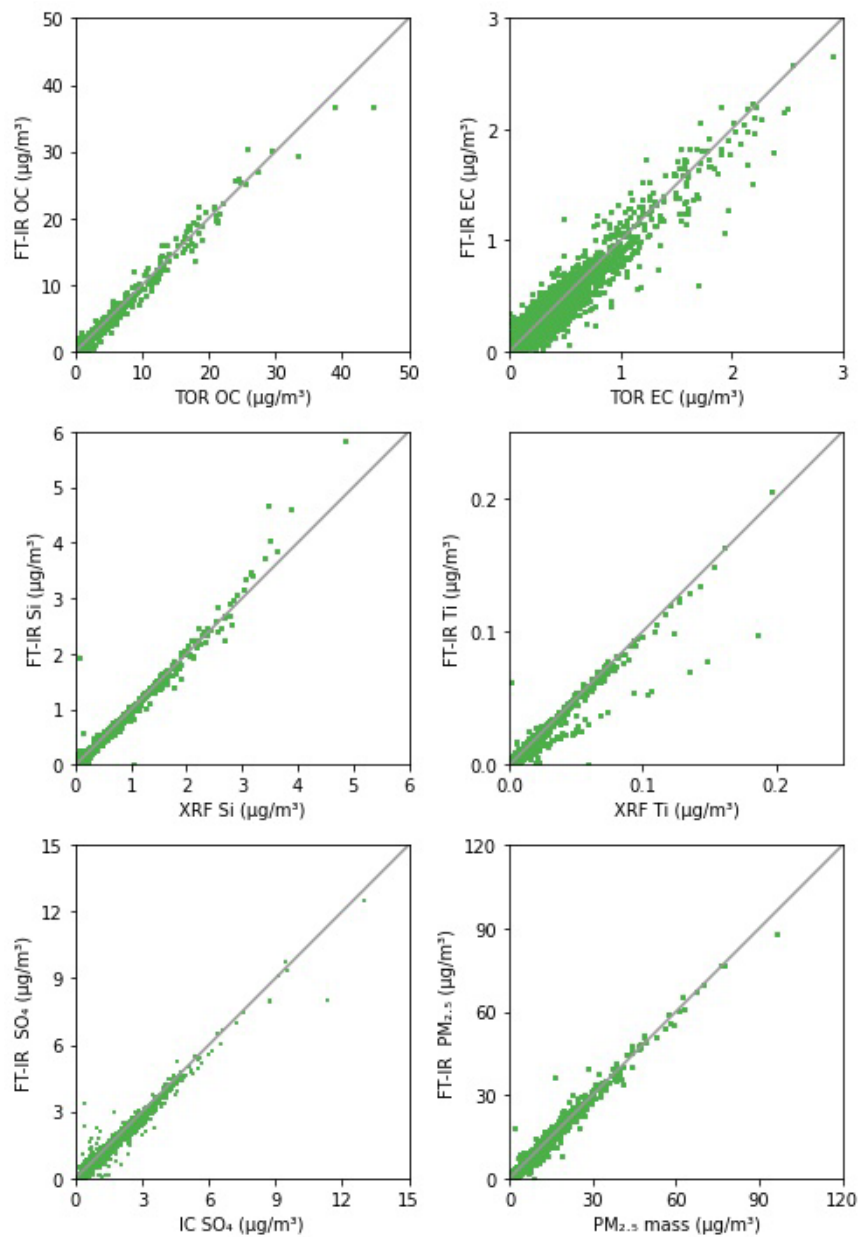 50
40
30
20
10
0
FT-IR OC (µg/m³)
0 10 20 30 40 50
TOR OC (µg/m³)
3
2
1
0
FT-IR EC (µg/m³)
0 1 2 3
TOR EC (µg/m³)
6
5
4
3
2
1
0
FT-IR Si (µg/m³)
0 1 2 3 4 5 6
XRF Si (µg/m³)
0.2
0.1
0.0
FT-IR Ti (µg/m³)
0.0 0.1 0.2
XRF Ti (µg/m³)
15
12
9
6
3
0
FT-IR SO₄ (µg/m³)
0 3 6 9 12 15
IC SO₄ (µg/m³)
120
90
60
30
0
FT-IR PM₂.₅ (µg/m³)
0 30 60 90 120
PM₂.₅ mass (µg/m³)